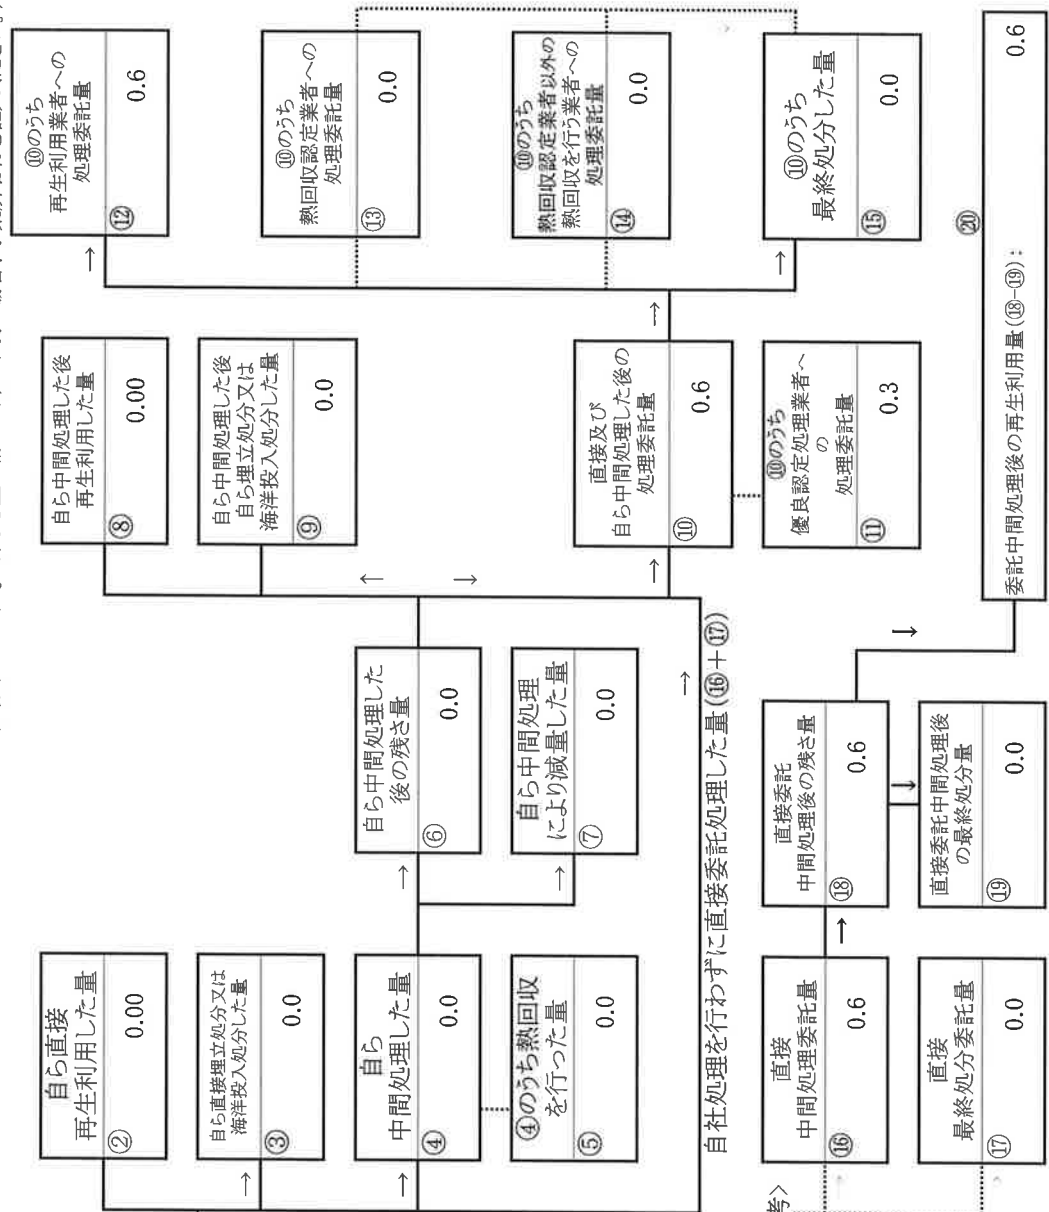 自ら直接
再生利用した量
② 0.00
自ら直接埋立処分又は
海洋投入処分した量
③ 0.0
自ら
中間処理した量
④ 0.0
④のうち熱回収
を行った量
⑤ 0.0
自ら中間処理した
後の残さ量
⑥ 0.0
自ら中間処理
により減量した量
⑦ 0.0
自ら中間処理した後
再生利用した量
⑧ 0.00
自ら中間処理した後
自ら埋立処分又は
海洋投入処分した量
⑨ 0.0
直接及び
自ら中間処理した後の
処理委託量
⑩ 0.6
⑩のうち
優良認定処理業者へ
の
処理委託量
⑪ 0.3
⑩のうち
再生利用業者への
処理委託量
⑫ 0.6
⑩のうち
熱回収認定業者への
処理委託量
⑬ 0.0
⑩のうち
熱回収認定業者以外の
熱回収を行う業者への
処理委託量
⑭ 0.0
⑩のうち
最終処分した量
⑮ 0.0
自社処理を行わずに直接委託処理した量(⑯+⑰)
考>
直接
中間処理委託量
⑯ 0.6
直接
最終処分委託量
⑰ 0.0
直接委託
中間処理後の残さ量
⑱ 0.6
直接委託中間処理後
の最終処分量
⑲ 0.0
⑳
委託中間処理後の再生利用量(⑱-⑲): 0.6